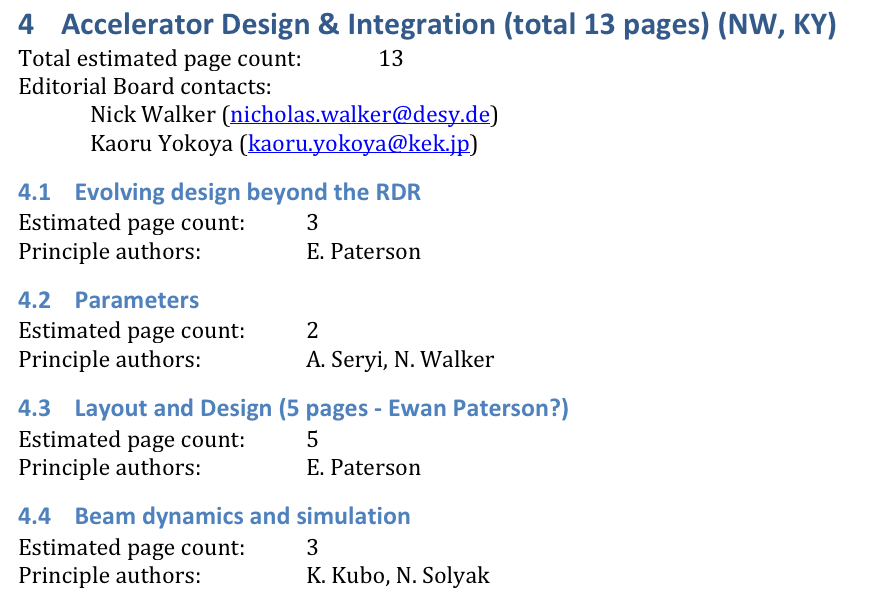 4 Accelerator Design & Integration (total 13 pages) (NW, KY)
Total estimated page count: 13
Editorial Board contacts:
Nick Walker (nicholas.walker@desy.de)
Kaoru Yokoya (kaoru.yokoya@kek.jp)
4.1 Evolving design beyond the RDR
Estimated page count: 3
Principle authors: E. Paterson
4.2 Parameters
Estimated page count: 2
Principle authors: A. Seryi, N. Walker
4.3 Layout and Design (5 pages - Ewan Paterson?)
Estimated page count: 5
Principle authors: E. Paterson
4.4 Beam dynamics and simulation
Estimated page count: 3
Principle authors: K. Kubo, N. Solyak